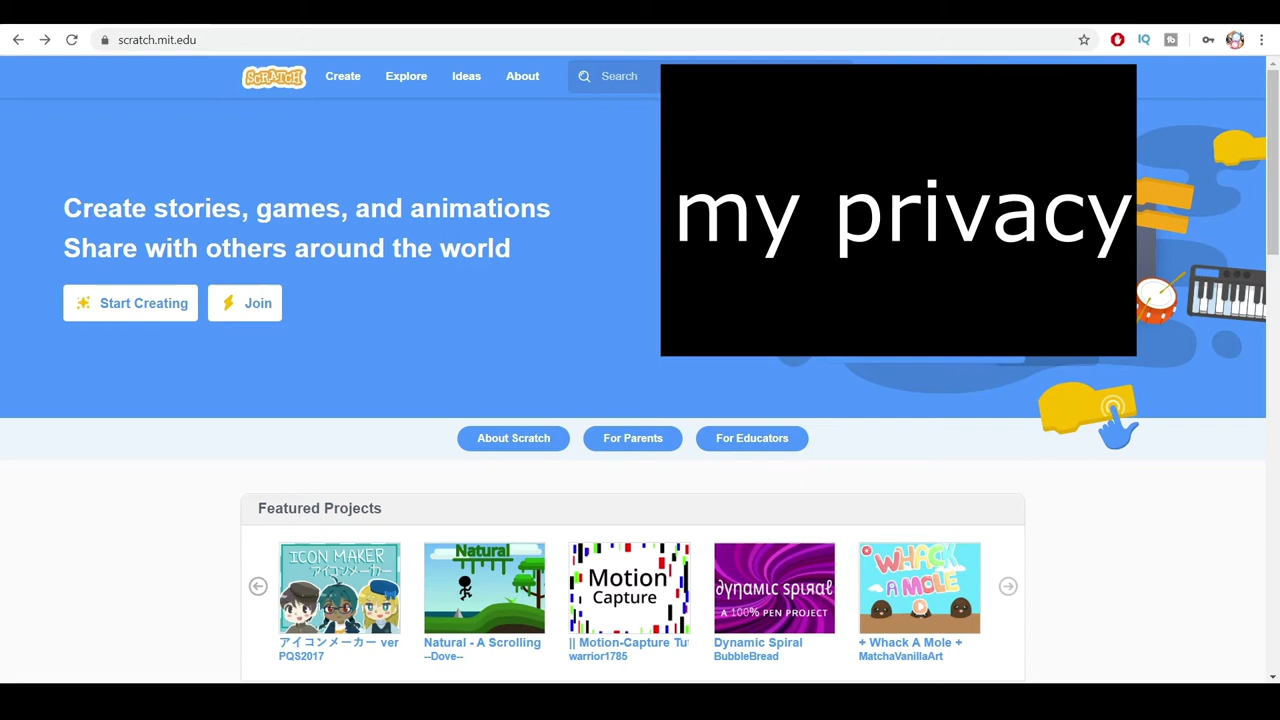 scratch.mit.edu
SCRATCH
Create
Explore
Ideas
About
Search
my privacy
Create stories, games, and animations
Share with others around the world
Start Creating
Join
About Scratch
For Parents
For Educators
Featured Projects
ICON MAKER
アイコンメーカー
アイコンメーカー ver
PQS2017
Natural
Natural - A Scrolling
--Dove--
Motion
Capture
|| Motion-Capture Tu
warrior1785
dynamic spiral
A 100% PEN PROJECT
Dynamic Spiral
BubbleBread
WHACK
A MOLE
+ Whack A Mole +
MatchaVanillaArt